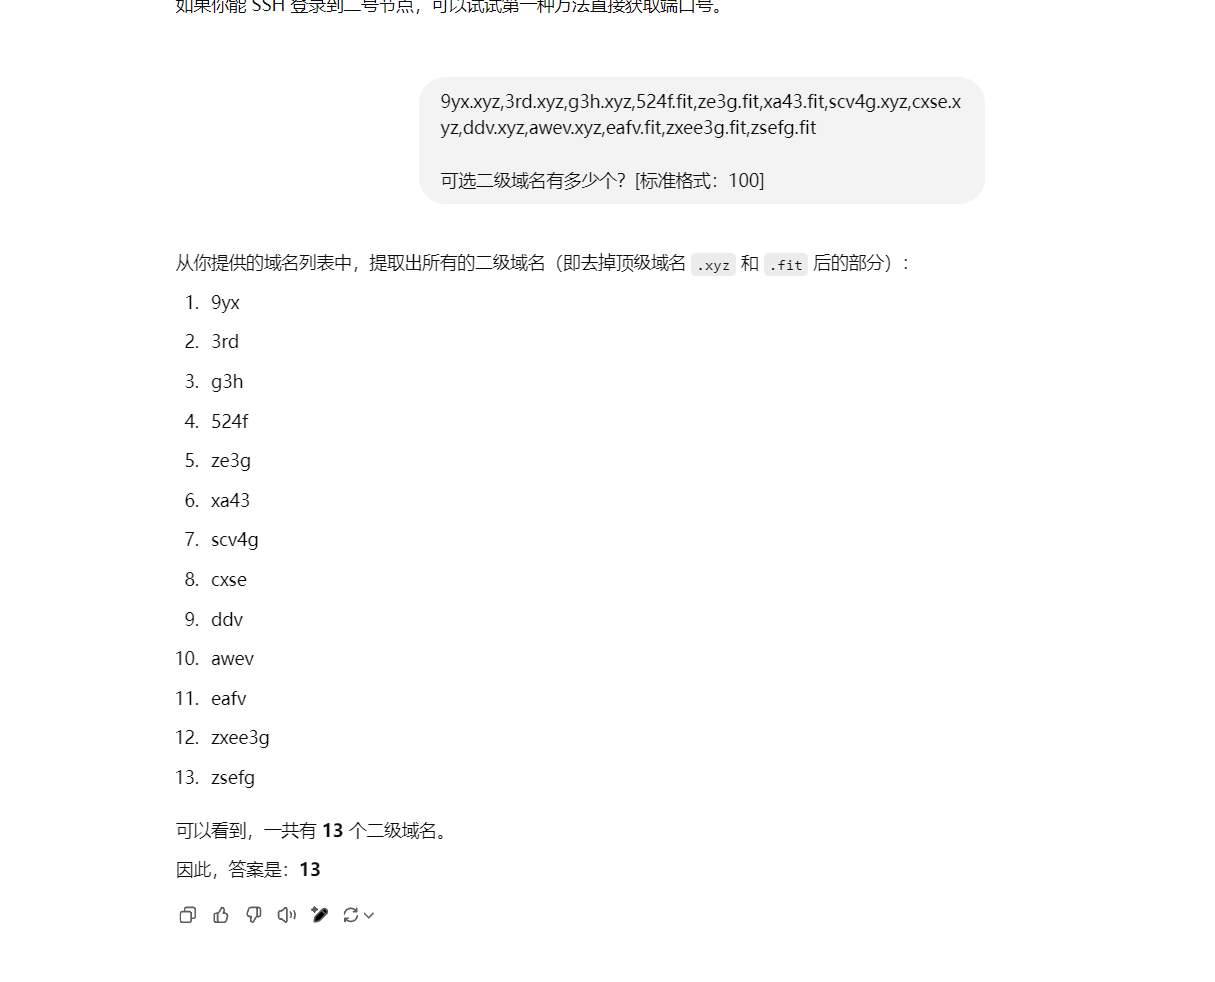 如果你能 SSH 登录到二号节点，可以试试第一种方法直接获取端口号。
9yx.xyz,3rd.xyz,g3h.xyz,524f.fit,ze3g.fit,xa43.fit,scv4g.xyz,cxse.x
yz,ddv.xyz,awev.xyz,eafv.fit,zxee3g.fit,zsefg.fit
可选二级域名有多少个？[标准格式：100]
从你提供的域名列表中，提取出所有的二级域名（即去掉顶级域名 .xyz 和 .fit 后的部分）：
1. 9yx
2. 3rd
3. g3h
4. 524f
5. ze3g
6. xa43
7. scv4g
8. cxse
9. ddv
10. awev
11. eafv
12. zxee3g
13. zsefg
可以看到，一共有 13 个二级域名。
因此，答案是：13